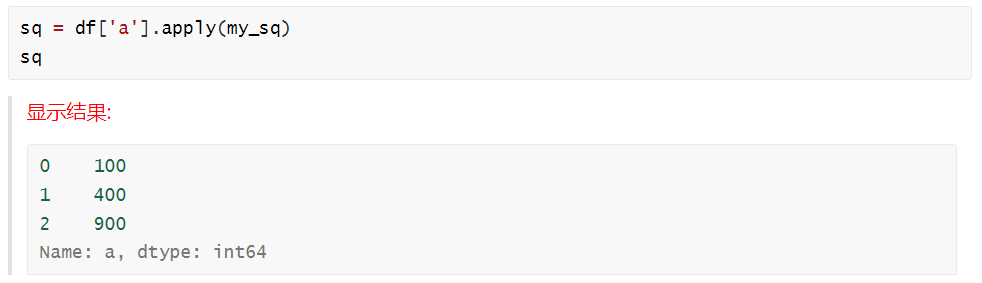 sq = df['a'].apply(my_sq)
sq
显示结果:
0    100
1    400
2    900
Name: a, dtype: int64